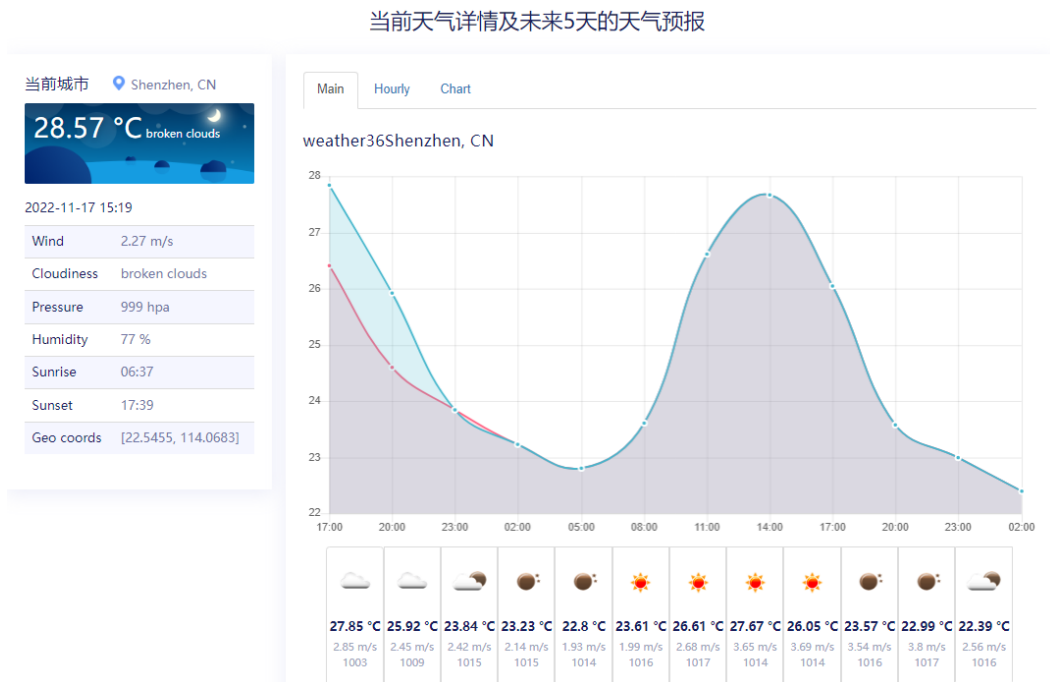 当前天气详情及未来5天的天气预报
当前城市 Shenzhen, CN
28.57 °C broken clouds
2022-11-17 15:19
Wind 2.27 m/s
Cloudiness broken clouds
Pressure 999 hpa
Humidity 77 %
Sunrise 06:37
Sunset 17:39
Geo coords [22.5455, 114.0683]
Main Hourly Chart
weather36Shenzhen, CN
28
27
26
25
24
23
22
17:00 20:00 23:00 02:00 05:00 08:00 11:00 14:00 17:00 20:00 23:00 02:00
27.85 °C 25.92 °C 23.84 °C 23.23 °C 22.8 °C 23.61 °C 26.61 °C 27.67 °C 26.05 °C 23.57 °C 22.99 °C 22.39 °C
2.85 m/s 2.45 m/s 2.42 m/s 2.14 m/s 1.93 m/s 1.99 m/s 2.68 m/s 3.65 m/s 3.69 m/s 3.54 m/s 3.8 m/s 2.56 m/s
1003 1009 1015 1015 1014 1016 1017 1014 1014 1016 1017 1016